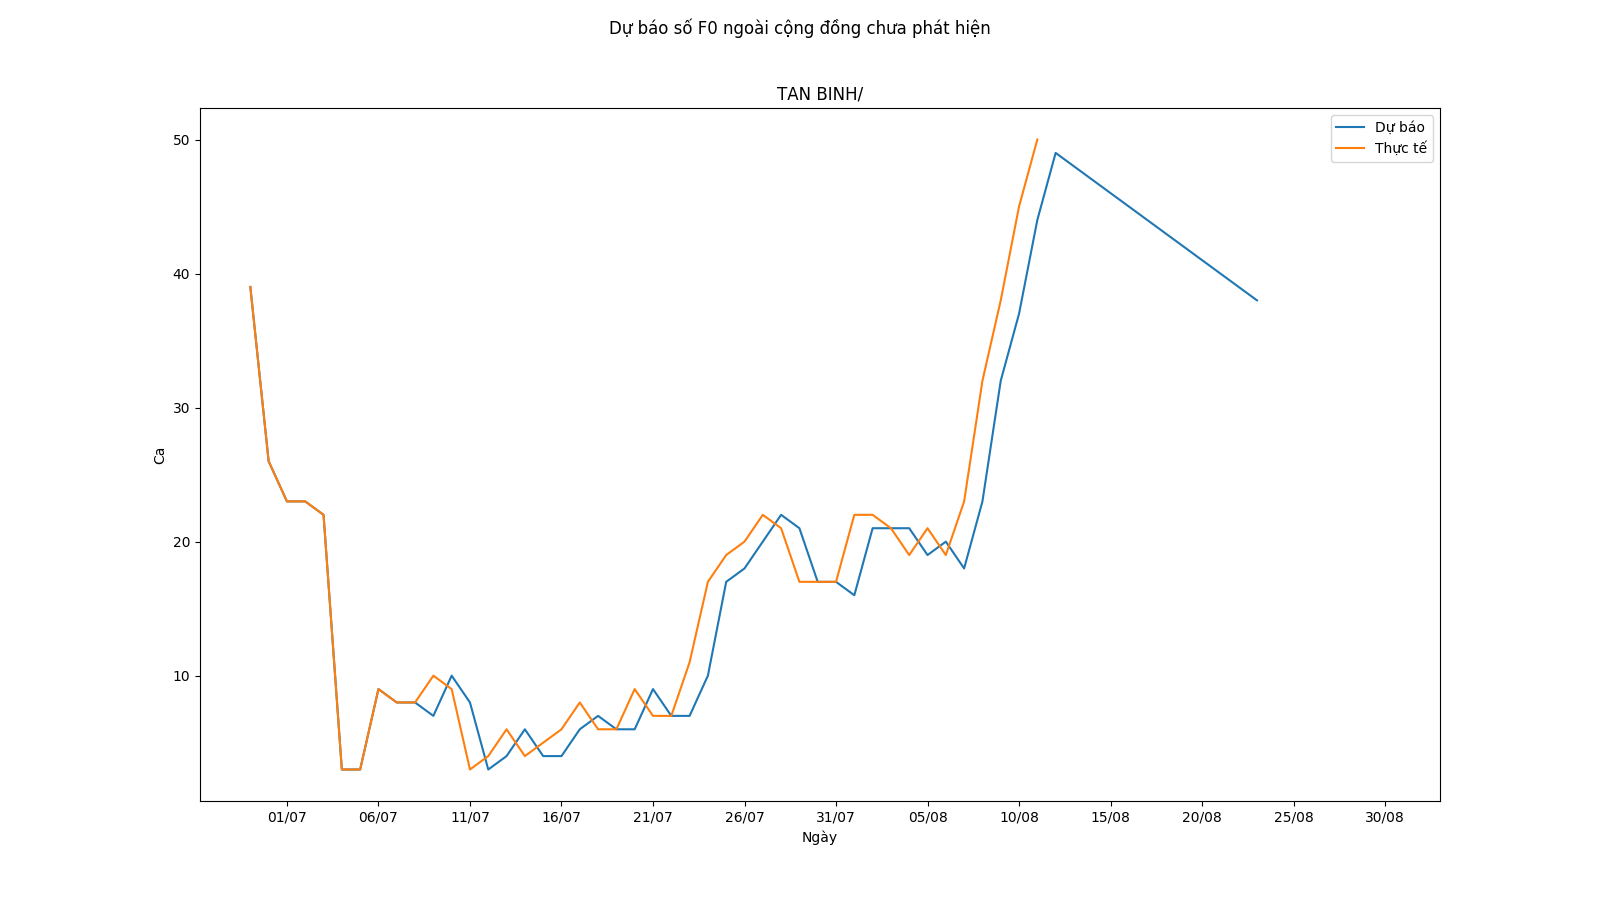 Dự báo số F0 ngoài cộng đồng chưa phát hiện
TAN BINH/
Dự báo
Thực tế
50
40
30
20
10
Ca
01/07 06/07 11/07 16/07 21/07 26/07 31/07 05/08 10/08 15/08 20/08 25/08 30/08
Ngày